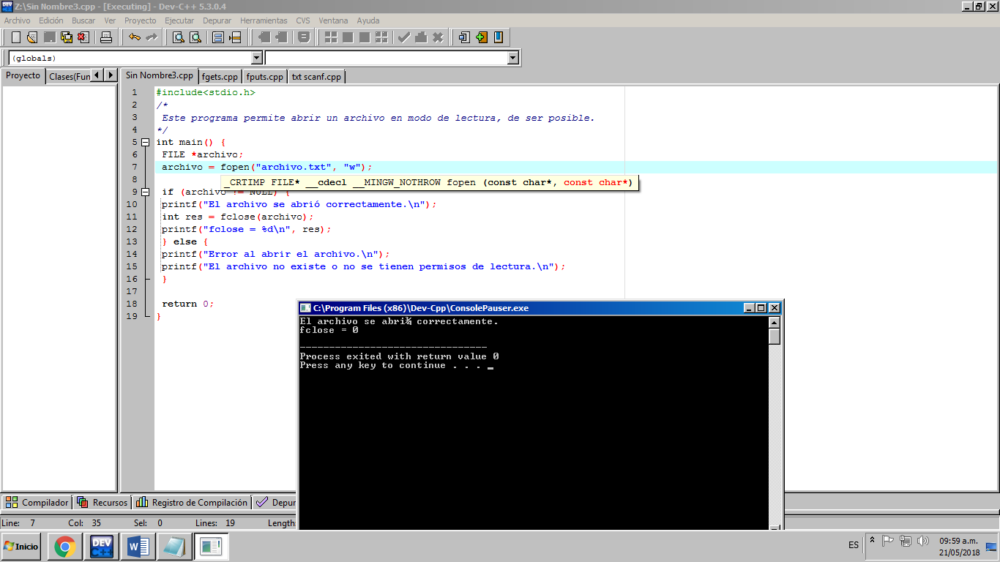 Z:\Sin Nombre3.cpp - [Executing] - Dev-C++ 5.3.0.4
Archivo Edición Buscar Ver Proyecto Ejecutar Depurar Herramientas CVS Ventana Ayuda
(globals)
Proyecto Clases(Fun
Sin Nombre3.cpp fgets.cpp fputs.cpp txt scanf.cpp
1 #include<stdio.h>
2 /*
3 Este programa permite abrir un archivo en modo de lectura, de ser posible.
4 */
5 int main() {
6 FILE *archivo;
7 archivo = fopen("archivo.txt", "w");
8
_CRTIMP FILE* __cdecl __MINGW_NOTHROW fopen (const char*, const char*)
9 if (archivo != NULL) {
10 printf("El archivo se abrió correctamente.\n");
11 int res = fclose(archivo);
12 printf("fclose = %d\n", res);
13 } else {
14 printf("Error al abrir el archivo.\n");
15 printf("El archivo no existe o no se tienen permisos de lectura.\n");
16 }
17
18 return 0;
19 }
C:\Program Files (x86)\Dev-Cpp\ConsolePauser.exe
El archivo se abri¾ correctamente.
fclose = 0
--------------------------------
Process exited with return value 0
Press any key to continue . . . _
Compilador Recursos Registro de Compilación Depur
Line: 7 Col: 35 Sel: 0 Lines: 19 Length:
Inicio
DEV C++
W
ES
09:59 a.m.
21/05/2018